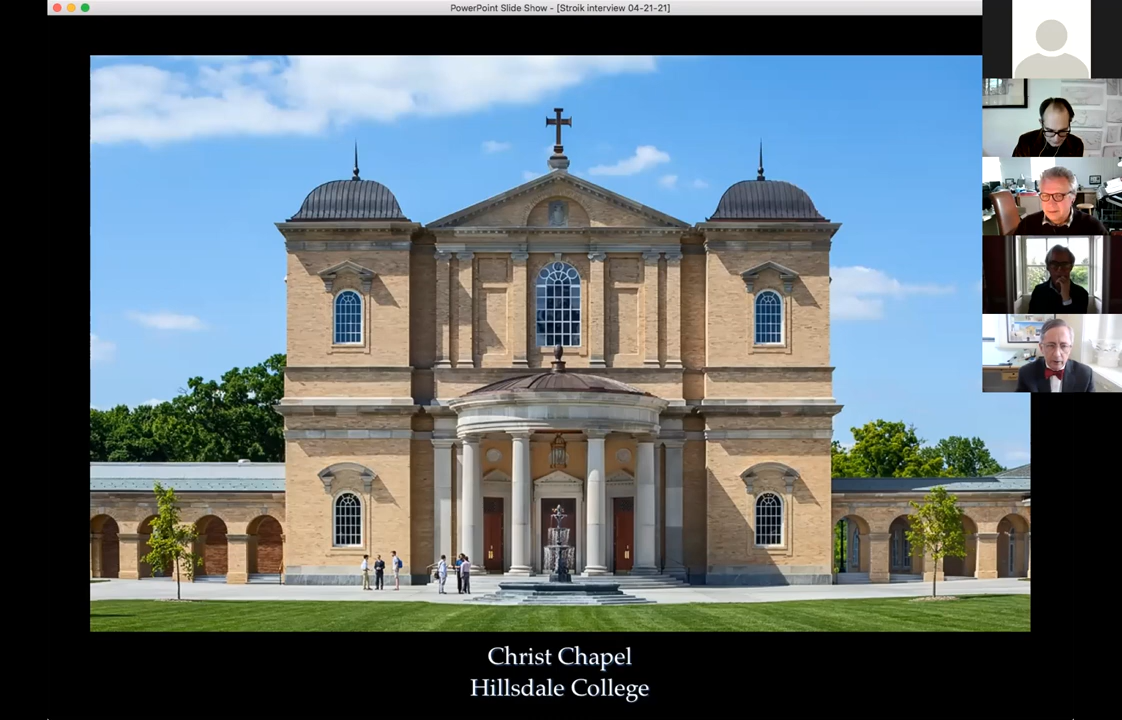 PowerPoint Slide Show - [Stroik interview 04-21-21]
Christ Chapel
Hillsdale College